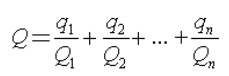 Q = q₁/Q₁ + q₂/Q₂ + ... + qₙ/Qₙ